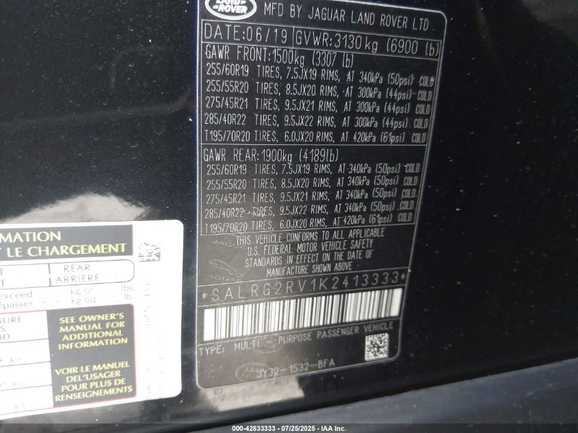 LAND
ROVER
MFD BY JAGUAR LAND ROVER LTD
DATE: 06/19 GVWR: 3130 kg (6900 lb)
GAWR FRONT: 1500kg (3307 lb)
255/60R19 TIRES, 7.5JX19 RIMS, AT 340kPa (50psi) COLD
255/55R20 TIRES, 8.5JX20 RIMS, AT 300kPa (44psi) COLD
275/45R21 TIRES, 9.5JX21 RIMS, AT 300kPa (44psi) COLD
285/40R22 TIRES, 9.5JX22 RIMS, AT 300kPa (44psi) COLD
T195/70R20 TIRES, 6.0JX20 RIMS, AT 420kPa (61psi) COLD
GAWR REAR: 1900kg (4189lb)
255/60R19 TIRES, 7.5JX19 RIMS, AT 340kPa (50psi) COLD
255/55R20 TIRES, 8.5JX20 RIMS, AT 340kPa (50psi) COLD
275/45R21 TIRES, 9.5JX21 RIMS, AT 340kPa (50psi) COLD
285/40R22 TIRES, 9.5JX22 RIMS, AT 340kPa (50psi) COLD
T195/70R20 TIRES, 6.0JX20 RIMS, AT 420kPa (61psi) COLD
THIS VEHICLE CONFORMS TO ALL APPLICABLE
U.S. FEDERAL MOTOR VEHICLE SAFETY
STANDARDS IN EFFECT ON THE DATE OF
MANUFACTURE SHOWN ABOVE.
*SALRG2RV1K2413333*
TYPE: MULTI-PURPOSE PASSENGER VEHICLE
1532-BFA
RMATION
T LE CHARGEMENT
REAR
ARRIÈRE
SEE OWNER'S
MANUAL FOR
ADDITIONAL
INFORMATION
VOIR LE MANUEL
DE L'USAGER
POUR PLUS DE
RENSEIGNEMENTS
000-42833333 - 07/25/2025 - IAA Inc.